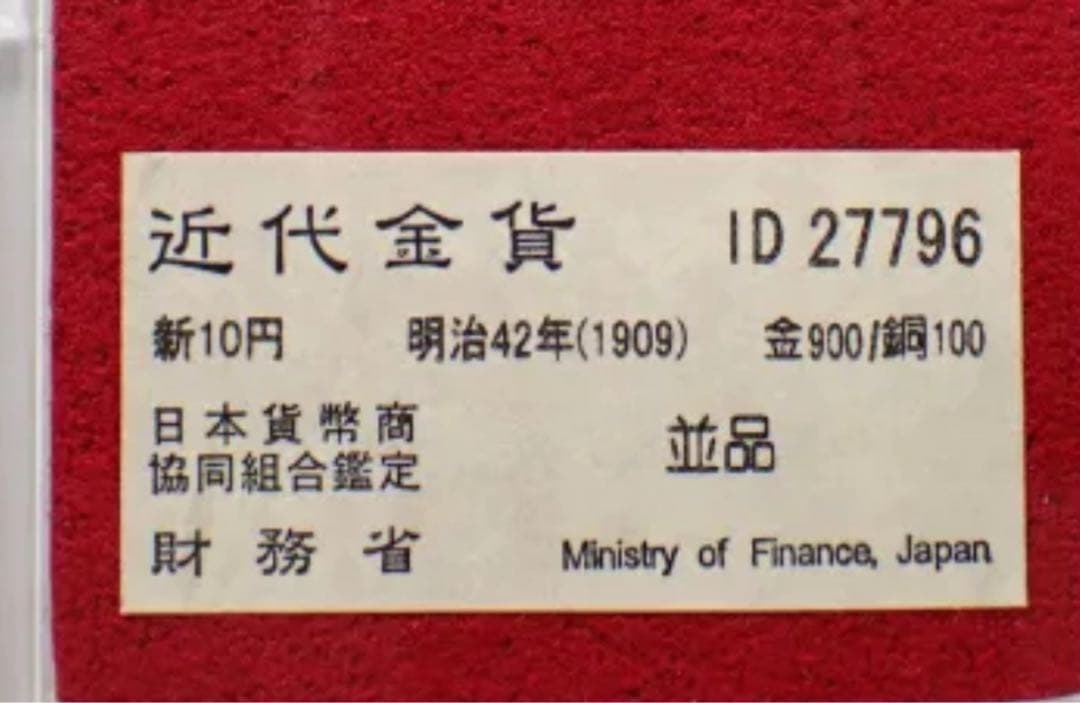 近代金貨 ID 27796
新10円 明治42年(1909) 金900/銅100
日本貨幣商
協同組合鑑定
並品
財務省 Ministry of Finance, Japan